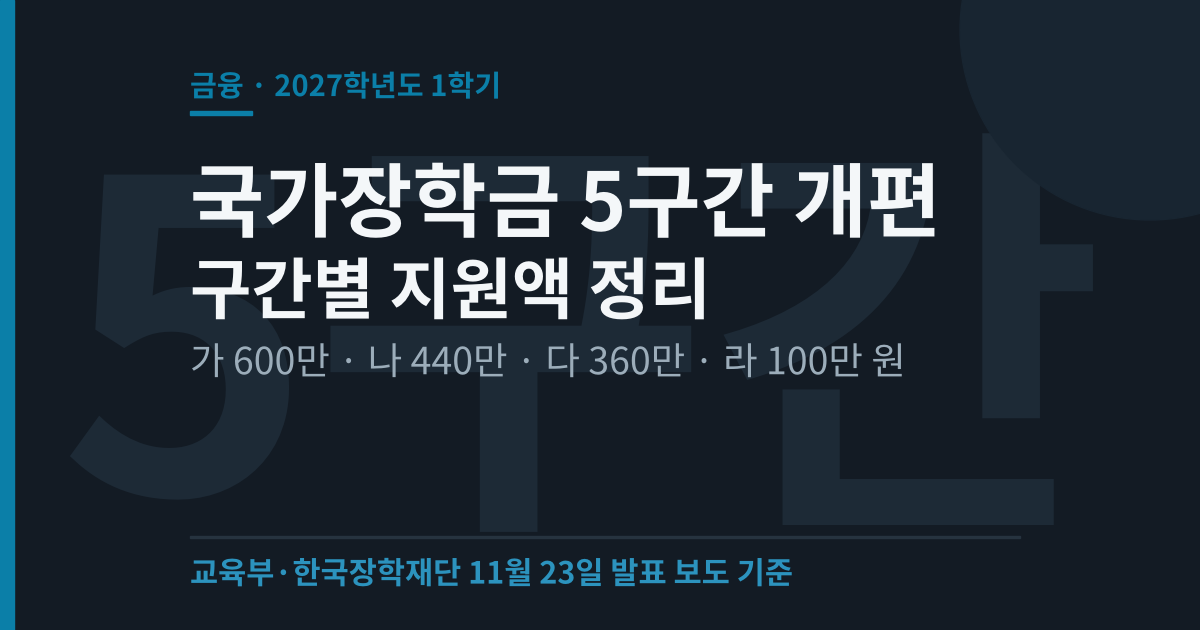 금융 · 2027학년도 1학기
국가장학금 5구간 개편
구간별 지원액 정리
가 600만 · 나 440만 · 다 360만 · 라 100만 원
교육부·한국장학재단 11월 23일 발표 보도 기준
5구간